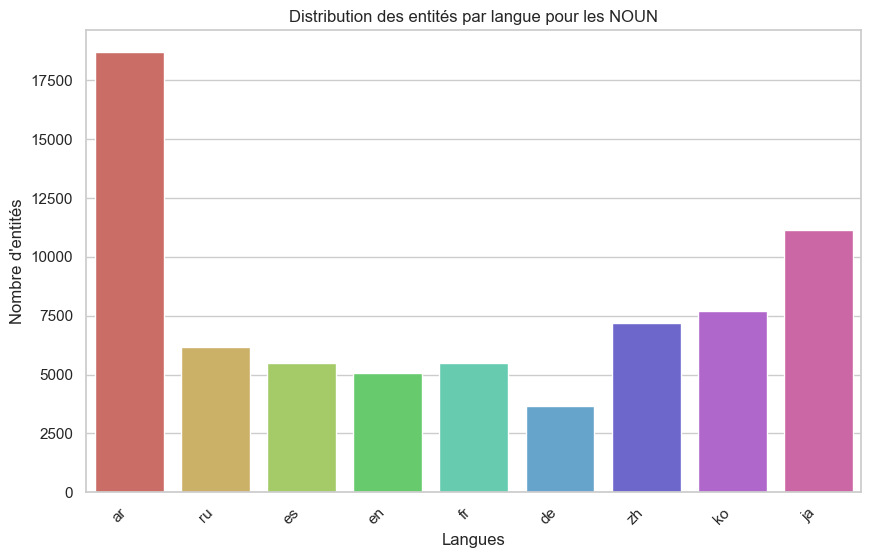 Distribution des entités par langue pour les NOUN
Nombre d'entités
17500
15000
12500
10000
7500
5000
2500
0
ar
ru
es
en
fr
de
zh
ko
ja
Langues